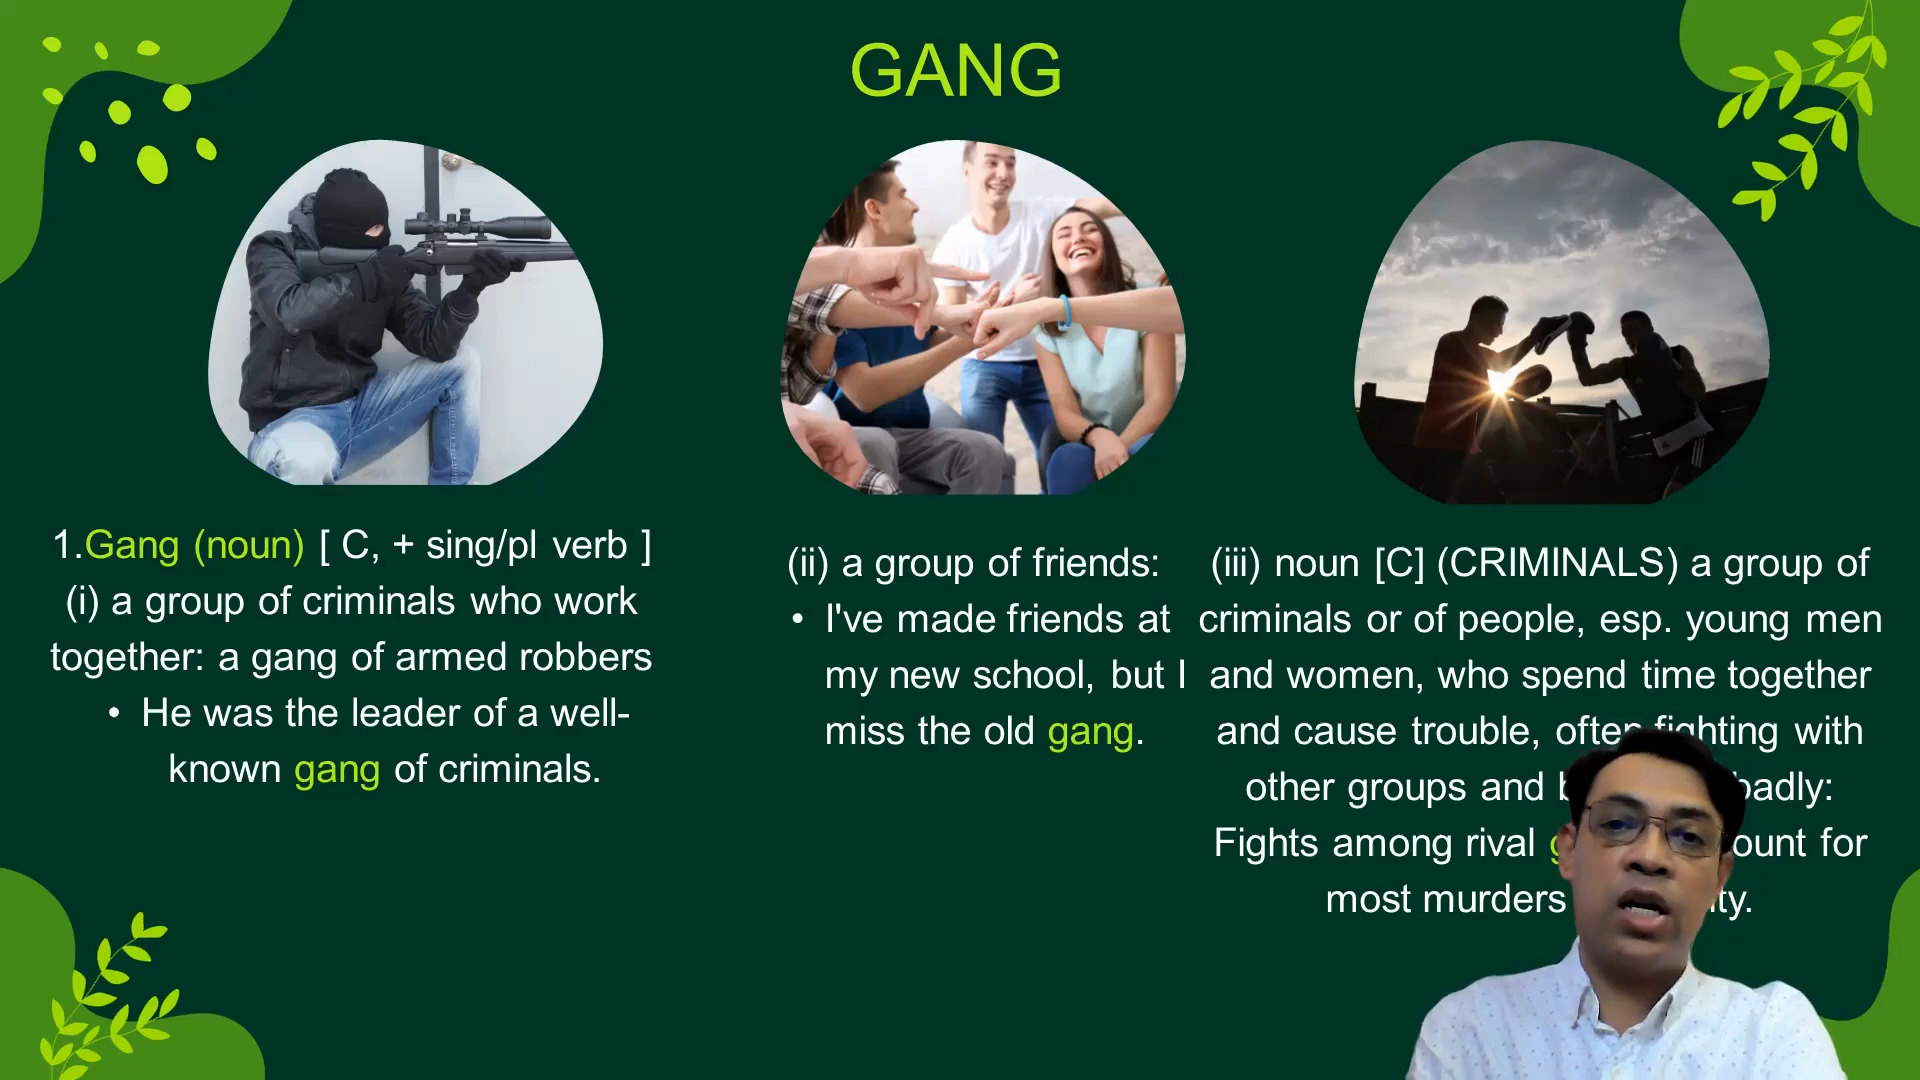 GANG
1.Gang (noun) [ C, + sing/pl verb ]
(i) a group of criminals who work
together: a gang of armed robbers
• He was the leader of a well-
known gang of criminals.
(ii) a group of friends:
• I've made friends at
my new school, but I
miss the old gang.
(iii) noun [C] (CRIMINALS) a group of
criminals or of people, esp. young men
and women, who spend time together
and cause trouble, often fighting with
other groups and badly:
Fights among rival for
most murders